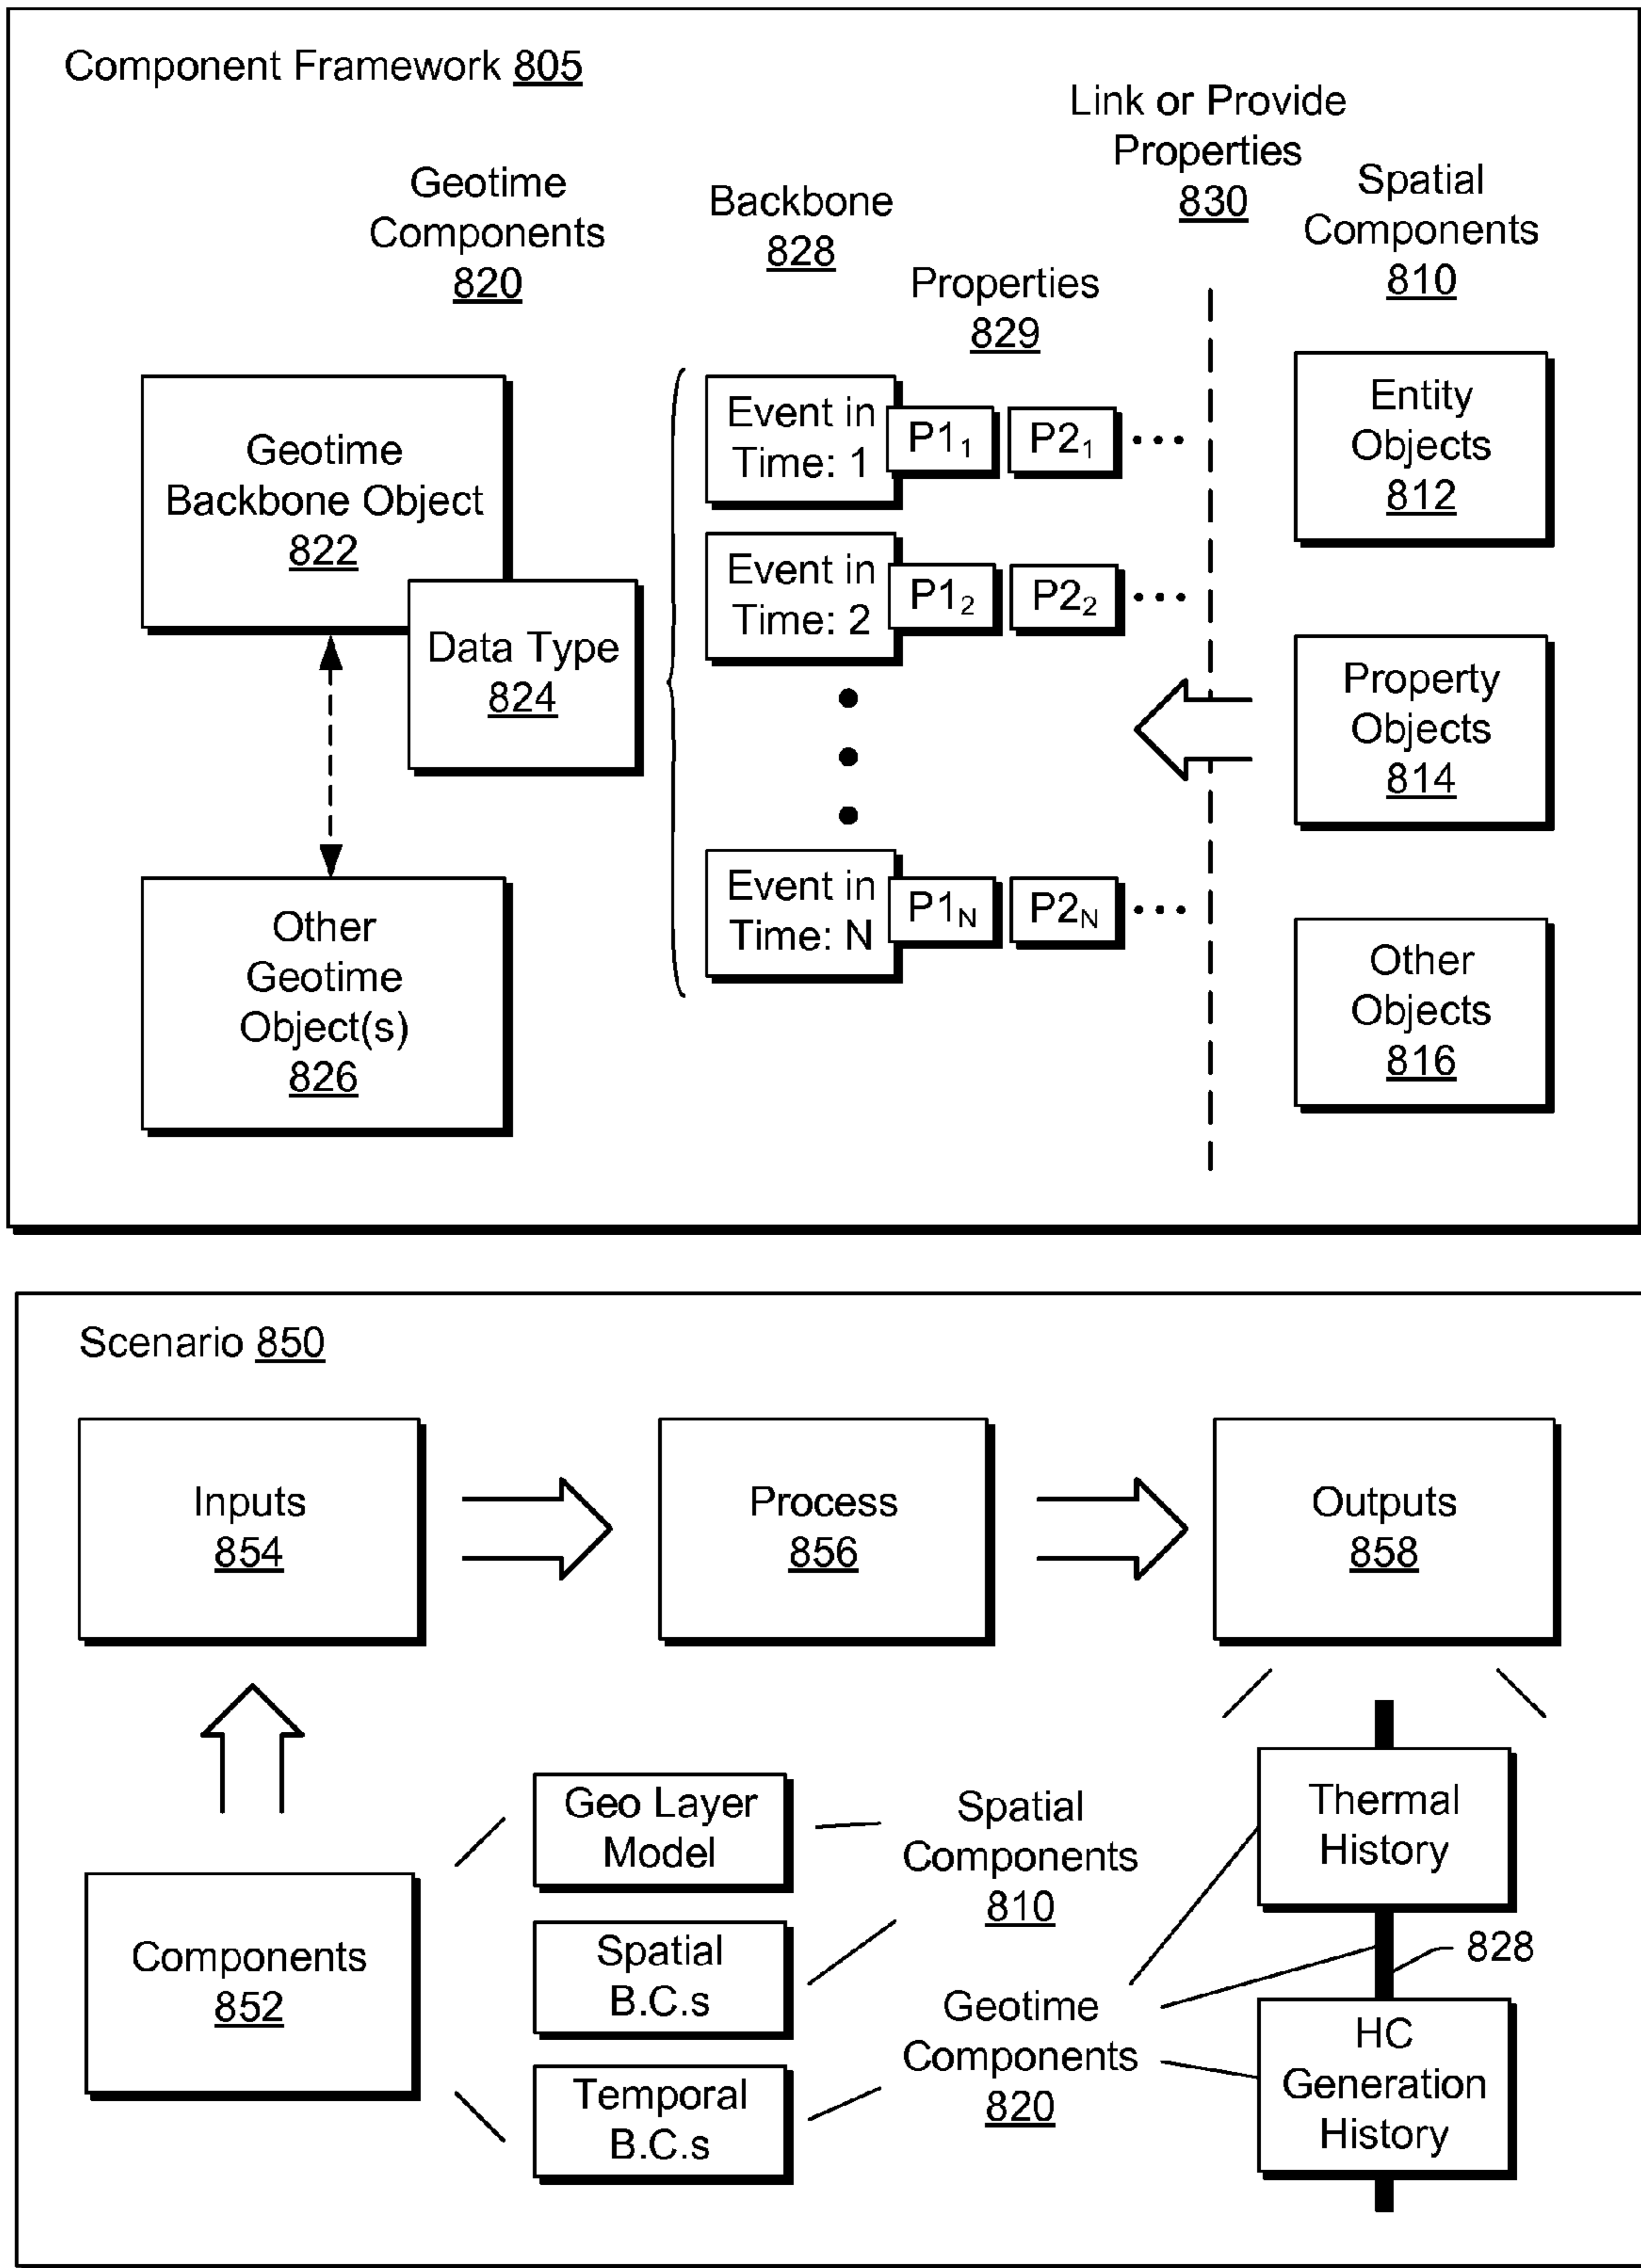 Component Framework 805
Link or Provide
Properties
830
Geotime
Components
820
Backbone
828
Properties
829
Spatial
Components
810
Geotime
Backbone Object
822
Data Type
824
Other
Geotime
Object(s)
826
Event in
Time: 1
P1₁
P2₁
...
Event in
Time: 2
P1₂
P2₂
...
Event in
Time: N
P1N
P2N
...
Entity
Objects
812
Property
Objects
814
Other
Objects
816
Scenario 850
Inputs
854
Process
856
Outputs
858
Components
852
Geo Layer
Model
Spatial
B.C.s
Temporal
B.C.s
Spatial
Components
810
Geotime
Components
820
Thermal
History
828
HC
Generation
History